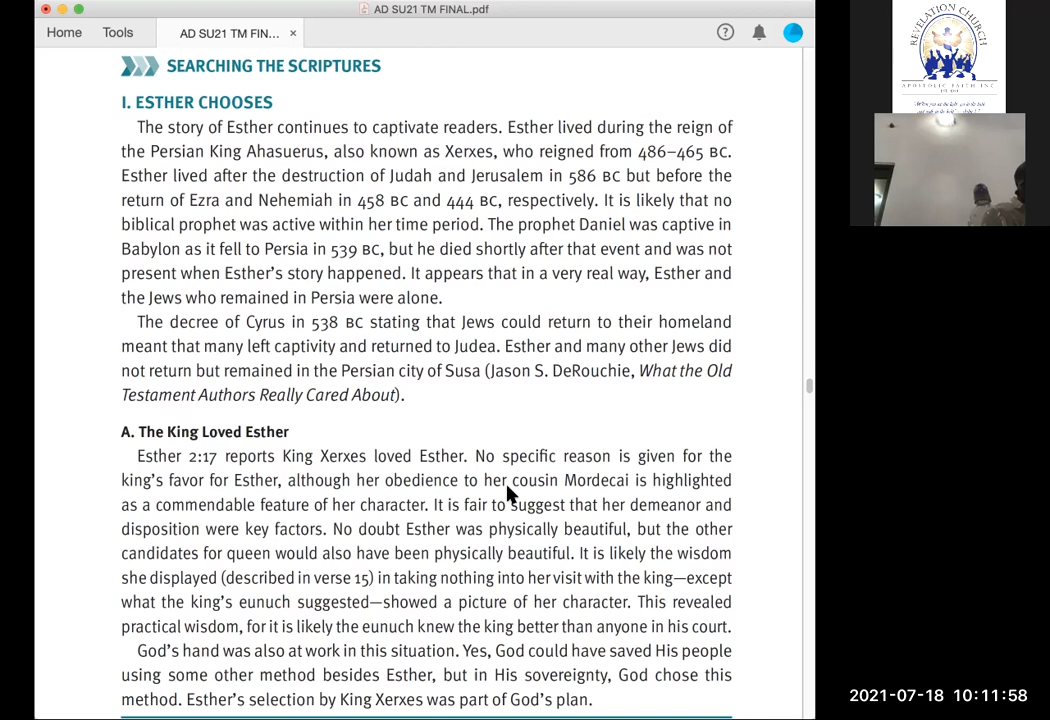 AD SU21 TM FINAL.pdf
Home
Tools
AD SU21 TM FIN...
×
?
SEARCHING THE SCRIPTURES
I. ESTHER CHOOSES
The story of Esther continues to captivate readers. Esther lived during the reign of
the Persian King Ahasuerus, also known as Xerxes, who reigned from 486–465 BC.
Esther lived after the destruction of Judah and Jerusalem in 586 BC but before the
return of Ezra and Nehemiah in 458 BC and 444 BC, respectively. It is likely that no
biblical prophet was active within her time period. The prophet Daniel was captive in
Babylon as it fell to Persia in 539 BC, but he died shortly after that event and was not
present when Esther's story happened. It appears that in a very real way, Esther and
the Jews who remained in Persia were alone.
The decree of Cyrus in 538 BC stating that Jews could return to their homeland
meant that many left captivity and returned to Judea. Esther and many other Jews did
not return but remained in the Persian city of Susa (Jason S. DeRouchie, What the Old
Testament Authors Really Cared About).
A. The King Loved Esther
Esther 2:17 reports King Xerxes loved Esther. No specific reason is given for the
king's favor for Esther, although her obedience to her cousin Mordecai is highlighted
as a commendable feature of her character. It is fair to suggest that her demeanor and
disposition were key factors. No doubt Esther was physically beautiful, but the other
candidates for queen would also have been physically beautiful. It is likely the wisdom
she displayed (described in verse 15) in taking nothing into her visit with the king—except
what the king's eunuch suggested—showed a picture of her character. This revealed
practical wisdom, for it is likely the eunuch knew the king better than anyone in his court.
God's hand was also at work in this situation. Yes, God could have saved His people
using some other method besides Esther, but in His sovereignty, God chose this
method. Esther's selection by King Xerxes was part of God's plan.
REVELATION CHURCH
APOSTOLIC FAITH INC
2021-07-18 10:11:58